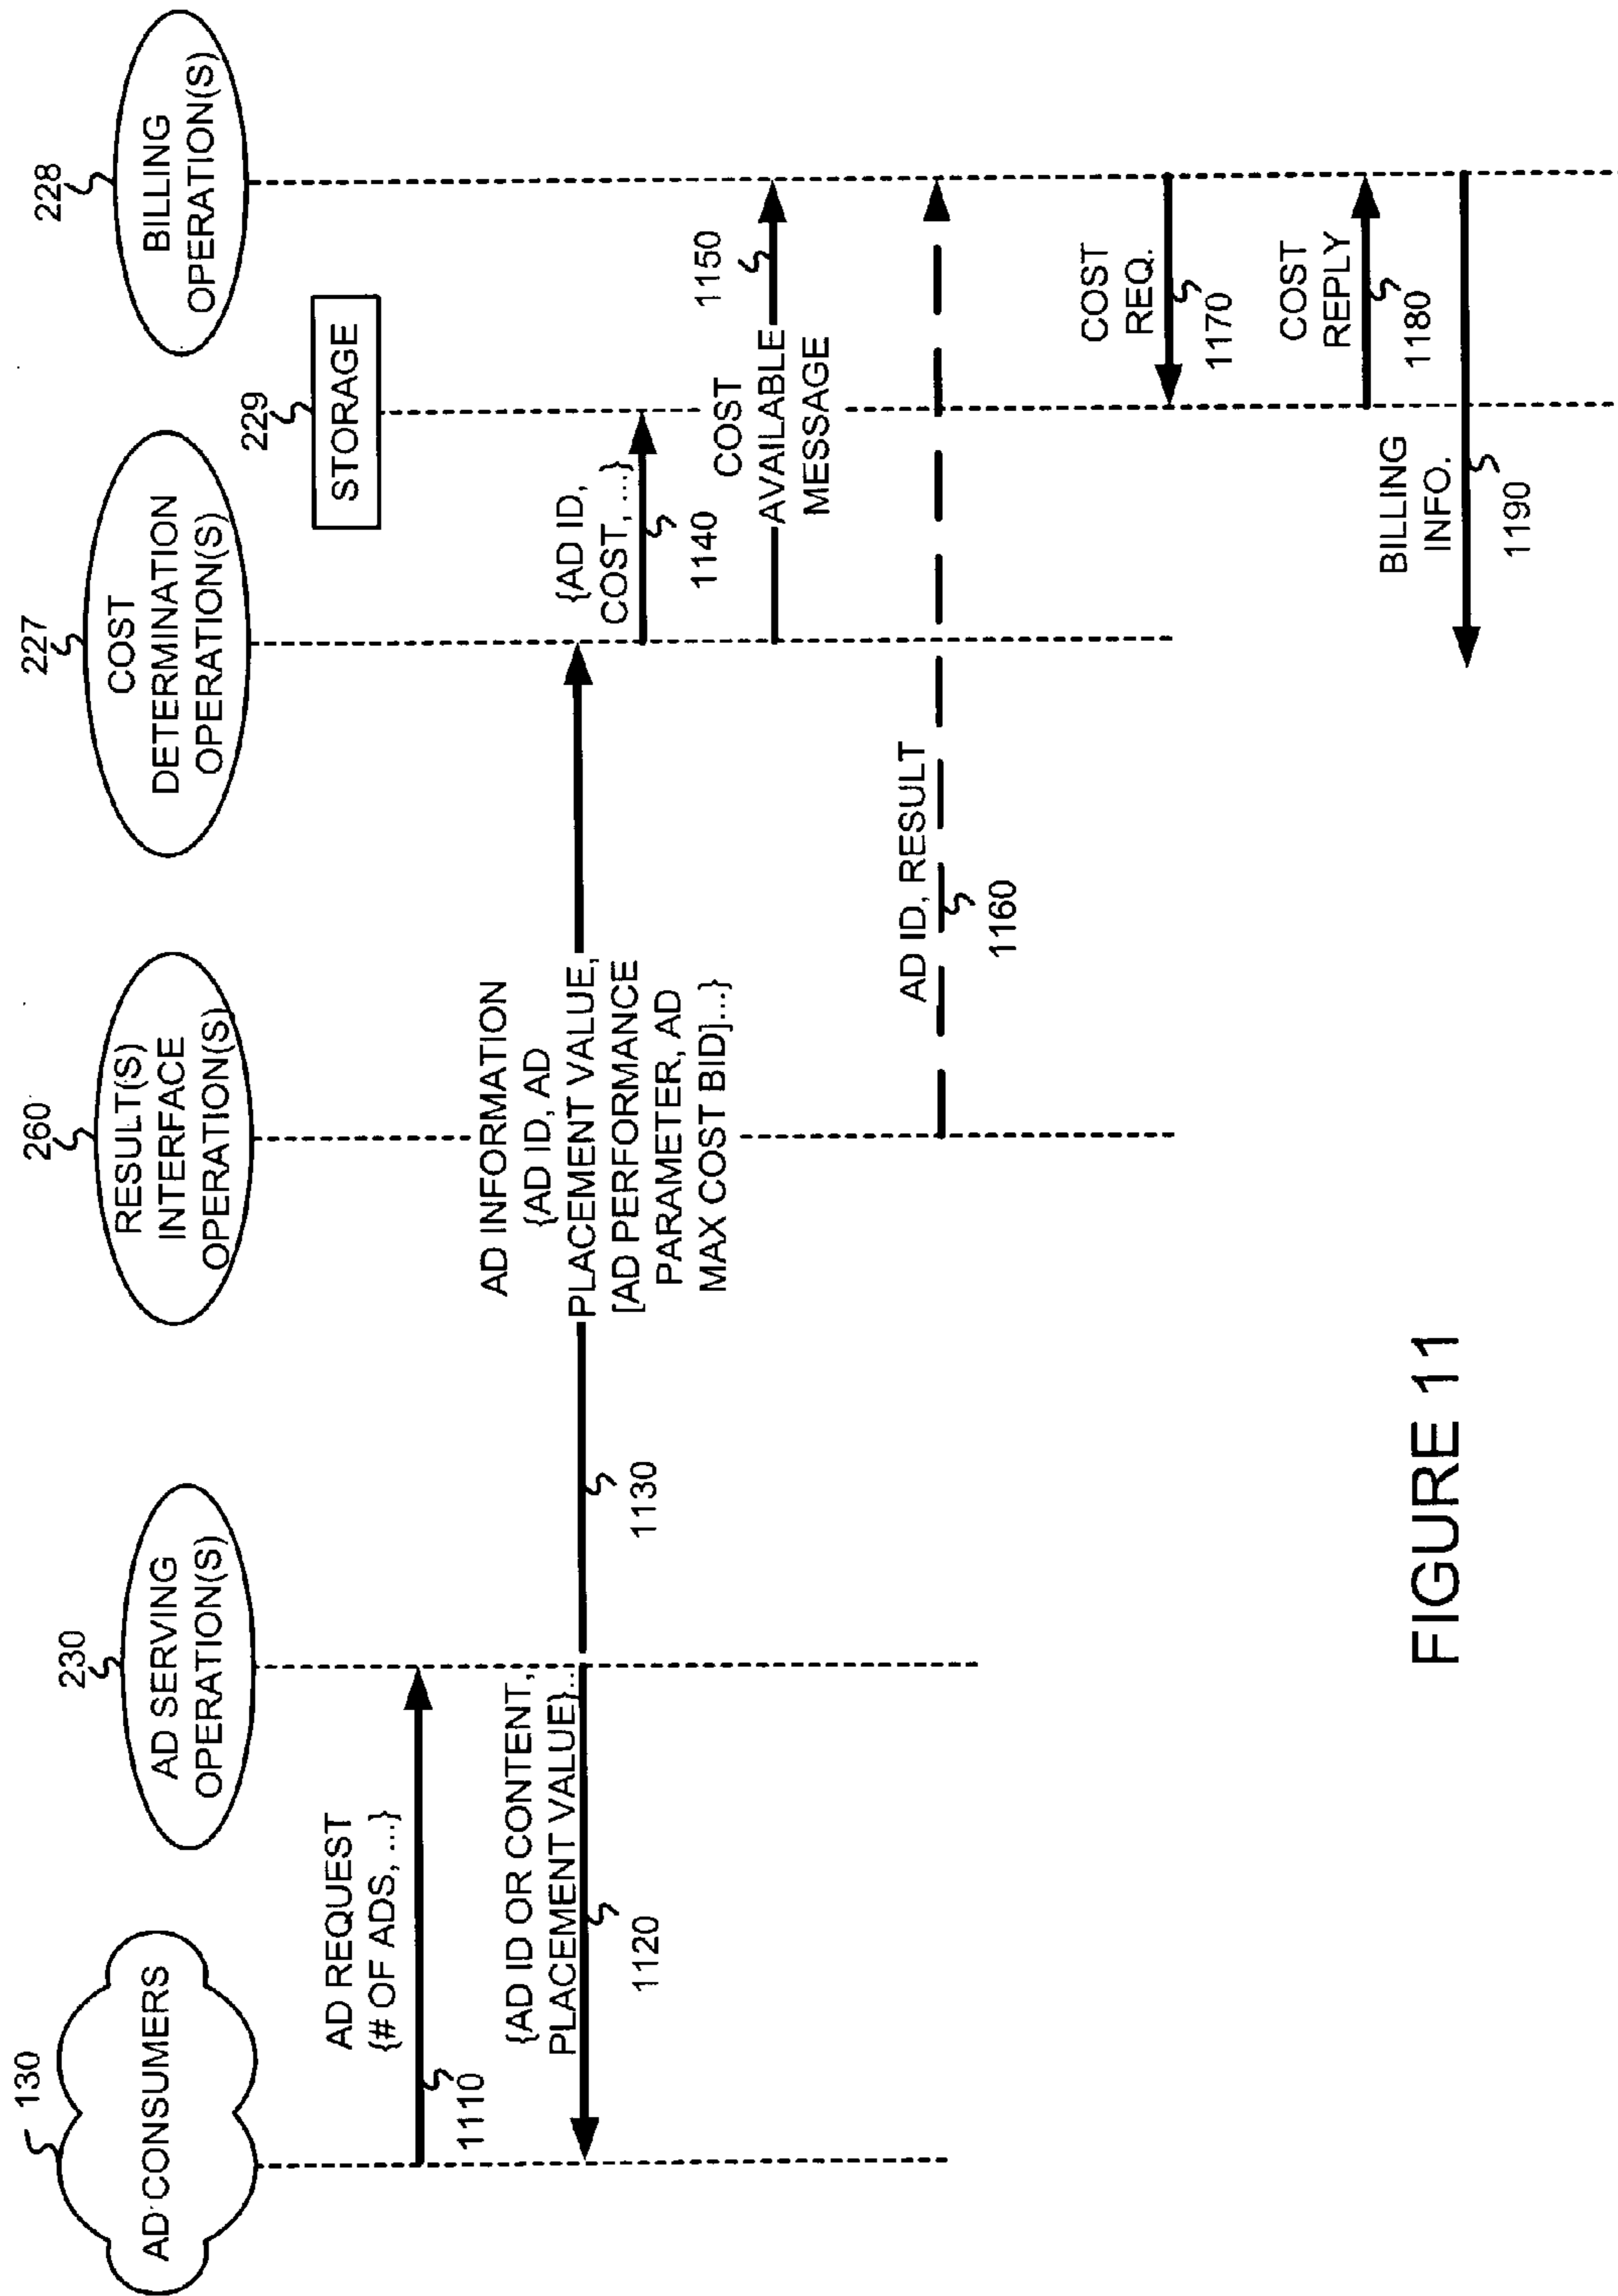 130
AD CONSUMERS
230
AD SERVING
OPERATION(S)
260
RESULT(S)
INTERFACE
OPERATION(S)
227
COST
DETERMINATION
OPERATION(S)
229
STORAGE
228
BILLING
OPERATION(S)
AD REQUEST
{# OF ADS, ...}
1110
{AD ID OR CONTENT,
PLACEMENT VALUE}...
1120
AD INFORMATION
{AD ID, AD
PLACEMENT VALUE,
[AD PERFORMANCE
PARAMETER, AD
MAX COST BID]...}
1130
{AD ID,
COST, ...}
1140
COST
AVAILABLE
MESSAGE
1150
AD ID, RESULT
1160
COST
REQ.
1170
COST
REPLY
1180
BILLING
INFO.
1190
FIGURE 11